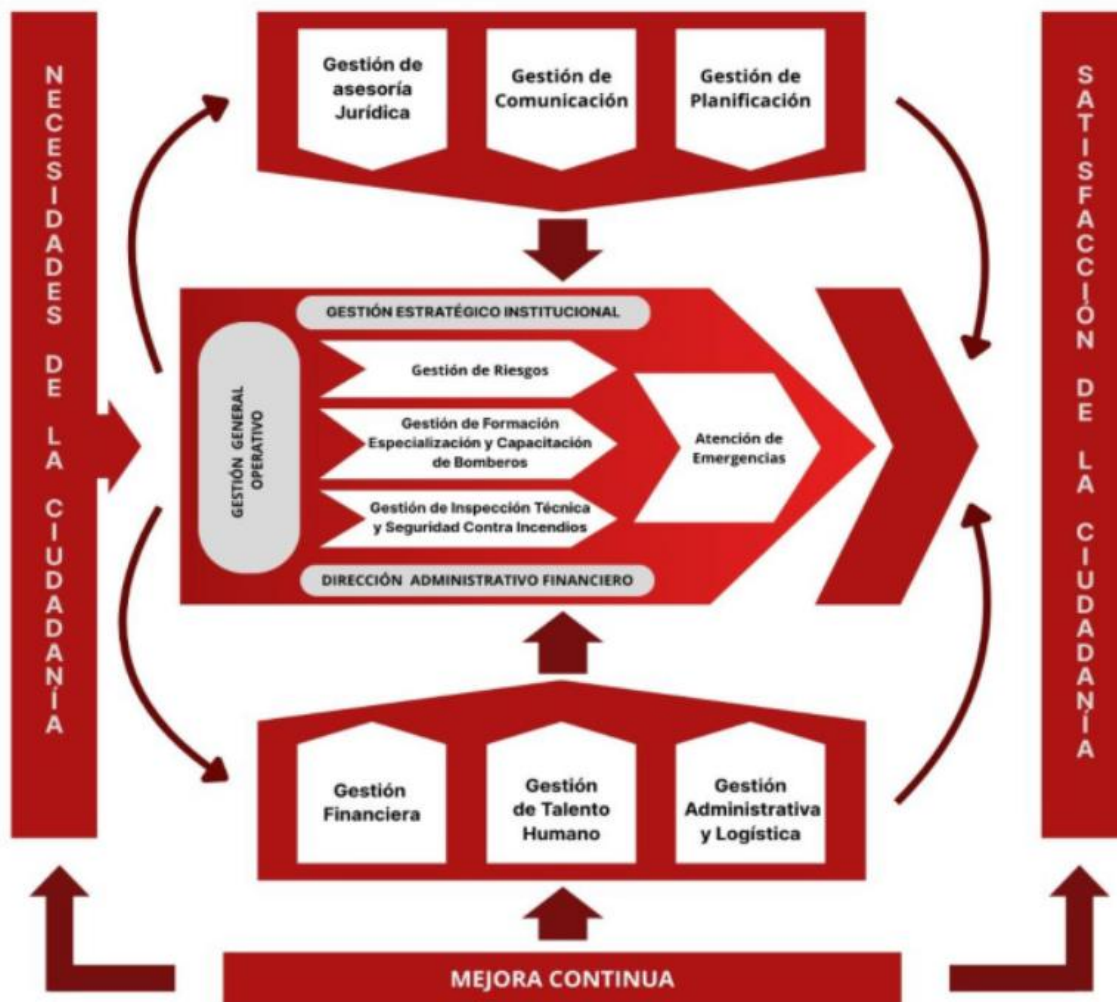 NECESIDADES DE LA CIUDADANÍA
Gestión de
asesoría
Jurídica
Gestión de
Comunicación
Gestión de
Planificación
GESTIÓN ESTRATÉGICO INSTITUCIONAL
GESTIÓN GENERAL
OPERATIVO
Gestión de Riesgos
Gestión de Formación
Especialización y Capacitación
de Bomberos
Gestión de Inspección Técnica
y Seguridad Contra Incendios
Atención de
Emergencias
DIRECCIÓN ADMINISTRATIVO FINANCIERO
Gestión
Financiera
Gestión
de Talento
Humano
Gestión
Administrativa
y Logística
MEJORA CONTINUA
SATISFACCIÓN DE LA CIUDADANÍA